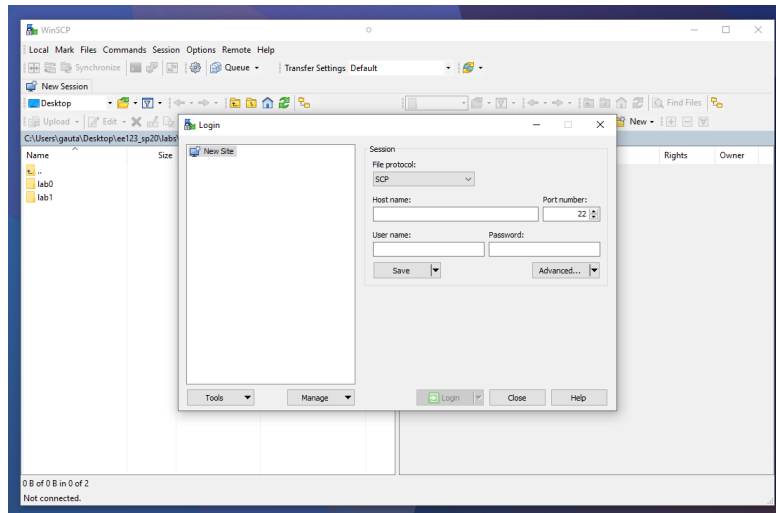 WinSCP
Local Mark Files Commands Session Options Remote Help
Synchronize Queue Transfer Settings Default
New Session
Desktop Find Files
Upload Edit New
C:\Users\gauta\Desktop\ee123_sp20\labs\
Name Size Rights Owner
..
lab0
lab1
Login
New Site
Session
File protocol:
SCP
Host name: Port number:
22
User name: Password:
Save Advanced...
Tools Manage Login Close Help
0 B of 0 B in 0 of 2
Not connected.